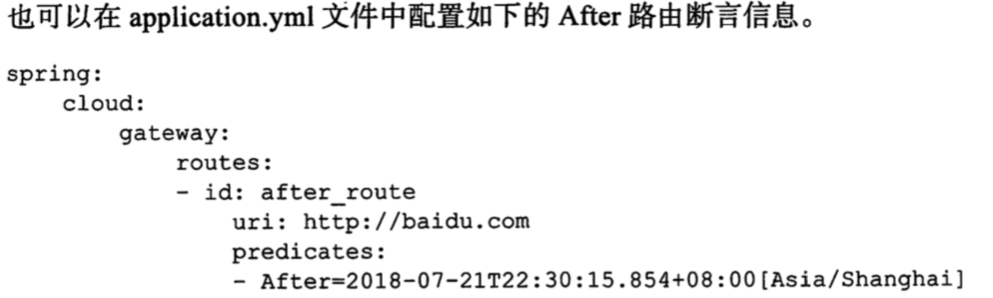 也可以在 application.yml 文件中配置如下的 After 路由断言信息。
spring:
    cloud:
        gateway:
            routes:
            - id: after_route
                uri: http://baidu.com
                predicates:
                - After=2018-07-21T22:30:15.854+08:00[Asia/Shanghai]